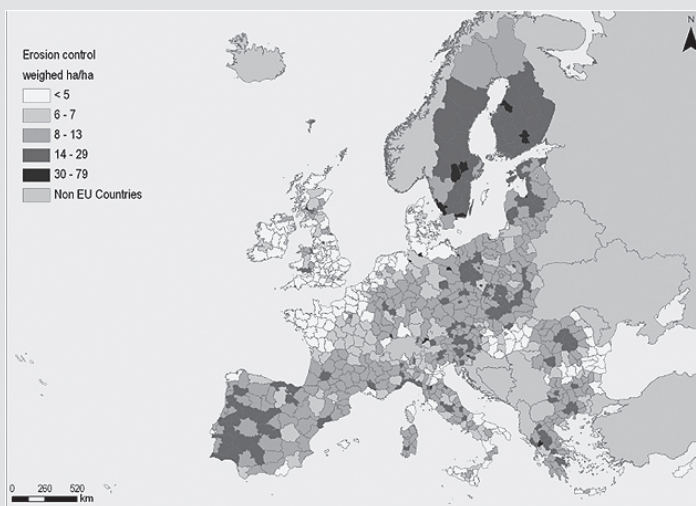 N
Erosion control
weighed ha/ha
< 5
6 - 7
8 - 13
14 - 29
30 - 79
Non EU Countries
0 260 520
km